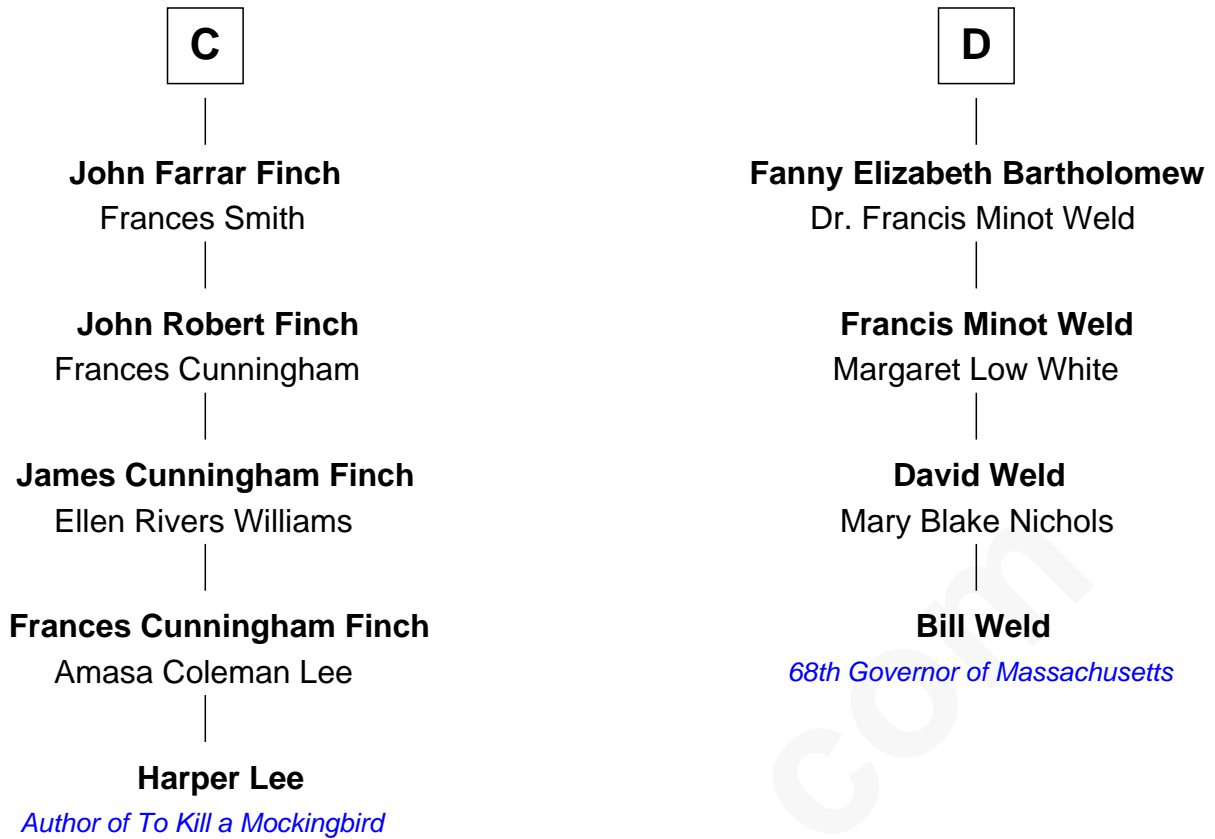 C
John Farrar Finch
Frances Smith
John Robert Finch
Frances Cunningham
James Cunningham Finch
Ellen Rivers Williams
Frances Cunningham Finch
Amasa Coleman Lee
Harper Lee
Author of To Kill a Mockingbird
D
Fanny Elizabeth Bartholomew
Dr. Francis Minot Weld
Francis Minot Weld
Margaret Low White
David Weld
Mary Blake Nichols
Bill Weld
68th Governor of Massachusetts
com